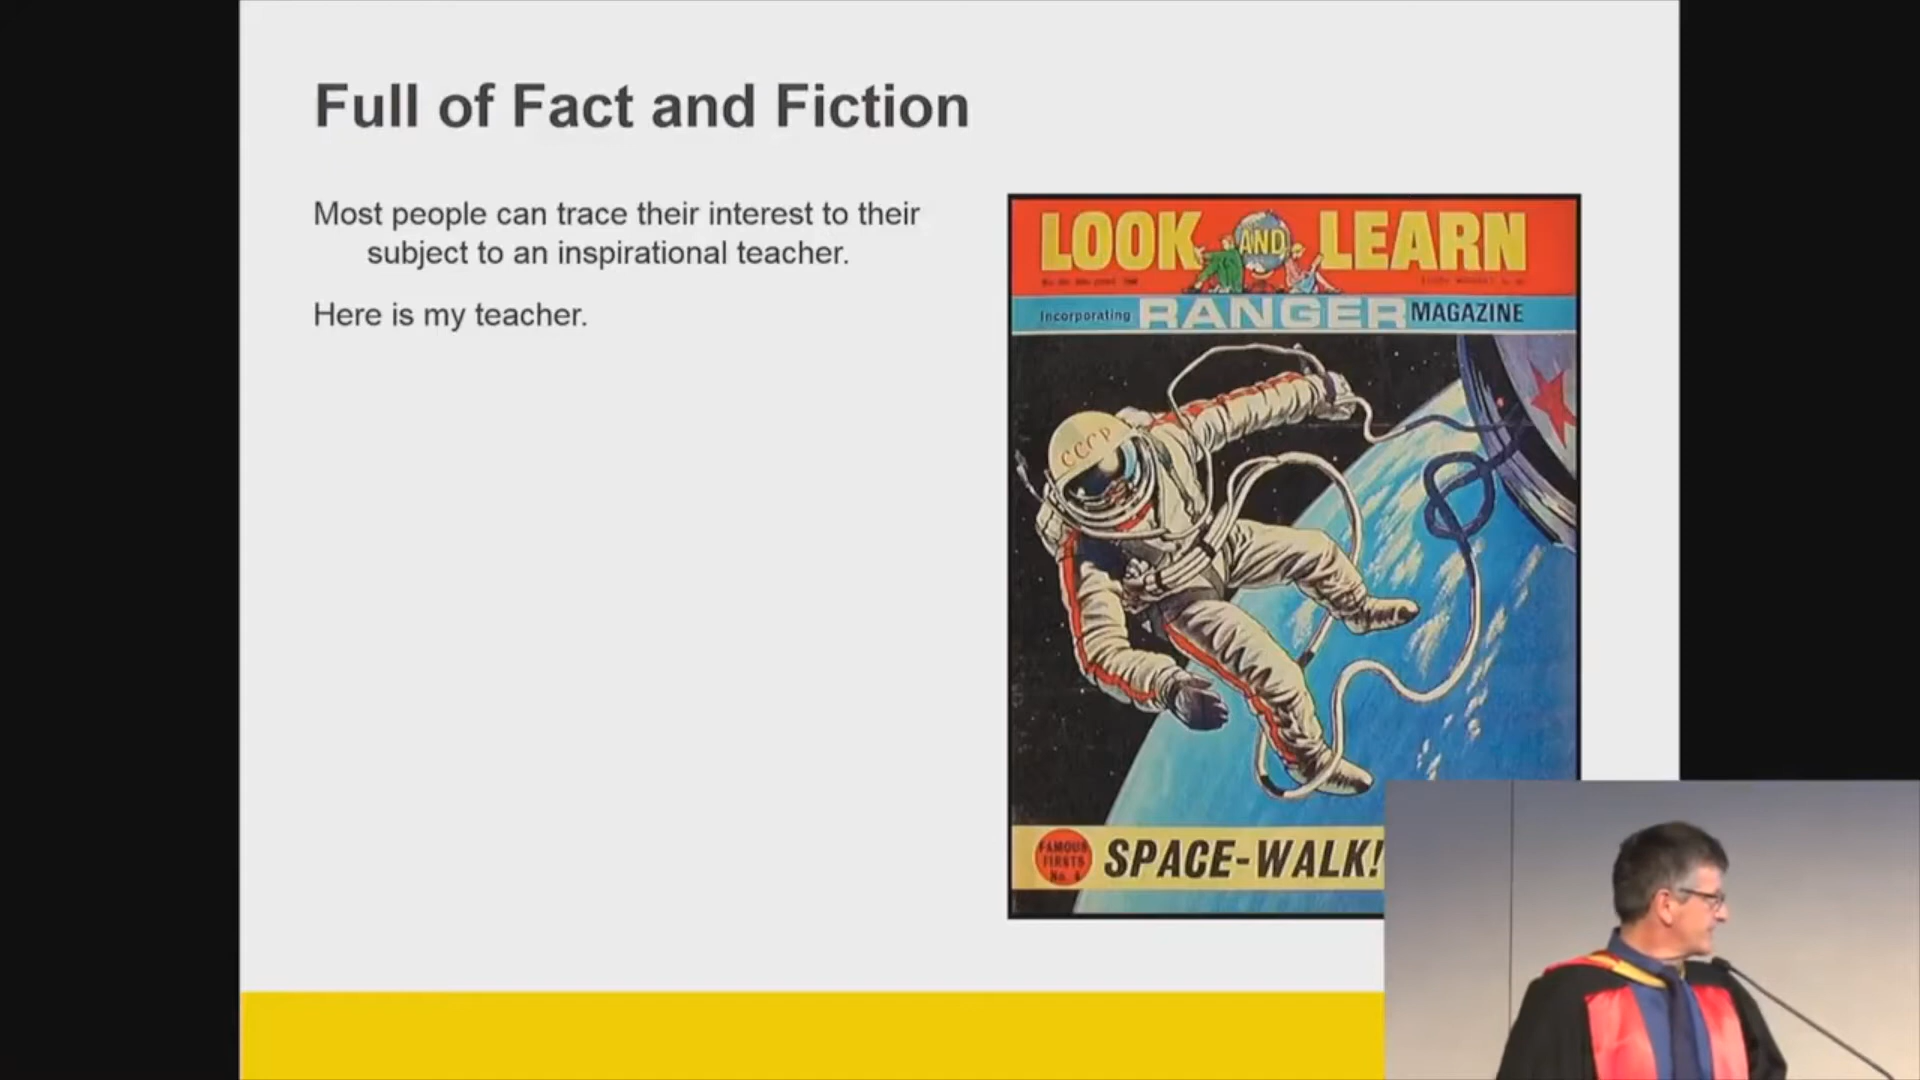 Full of Fact and Fiction
Most people can trace their interest to their
subject to an inspirational teacher.
Here is my teacher.
LOOK AND LEARN
Incorporating RANGER MAGAZINE
CCCP
FAMOUS
FIRSTS
No. 4
SPACE-WALK!